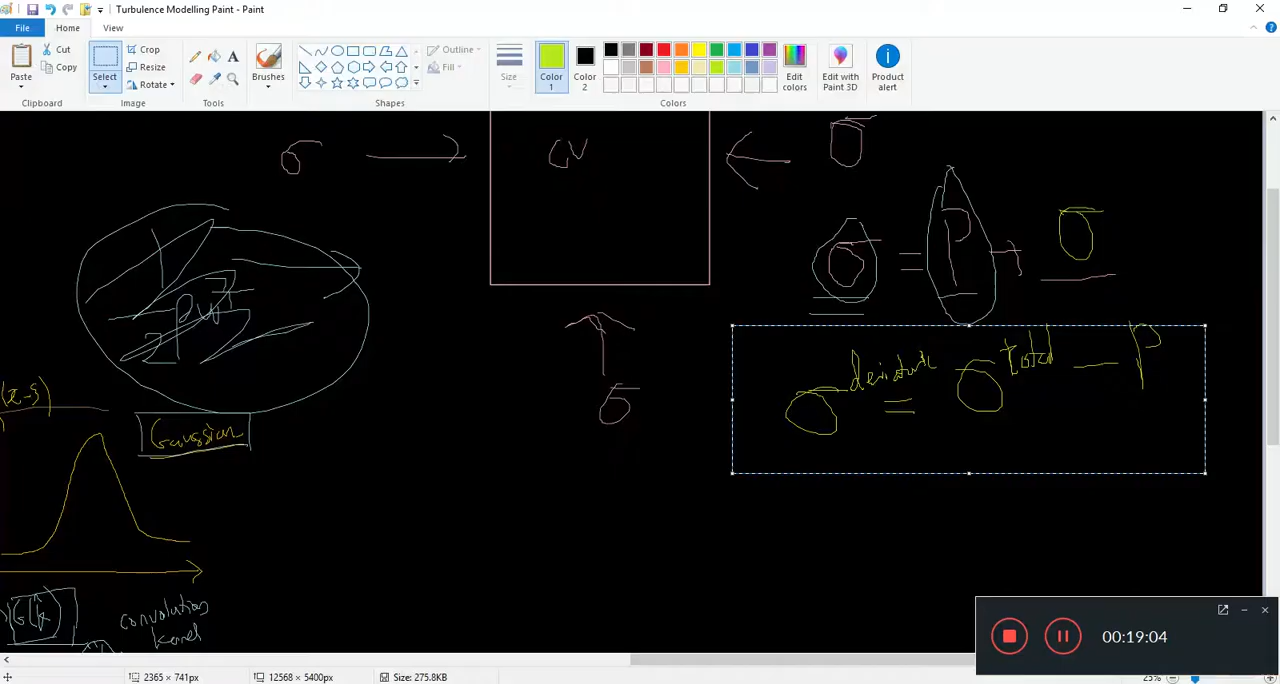 Turbulence Modelling Paint - Paint
File Home View
Paste Cut Copy Select Crop Resize Rotate Brushes Outline Fill Size Color 1 Color 2 Edit colors Edit with Paint 3D Product alert
Clipboard Image Tools Shapes Colors
σ CV σ
σ = P + σ
σ deviatoric = σ total - P
σ
Gaussian
convolution
kernel
00:19:04
2365 × 741px 12568 × 5400px Size: 275.8KB 25%